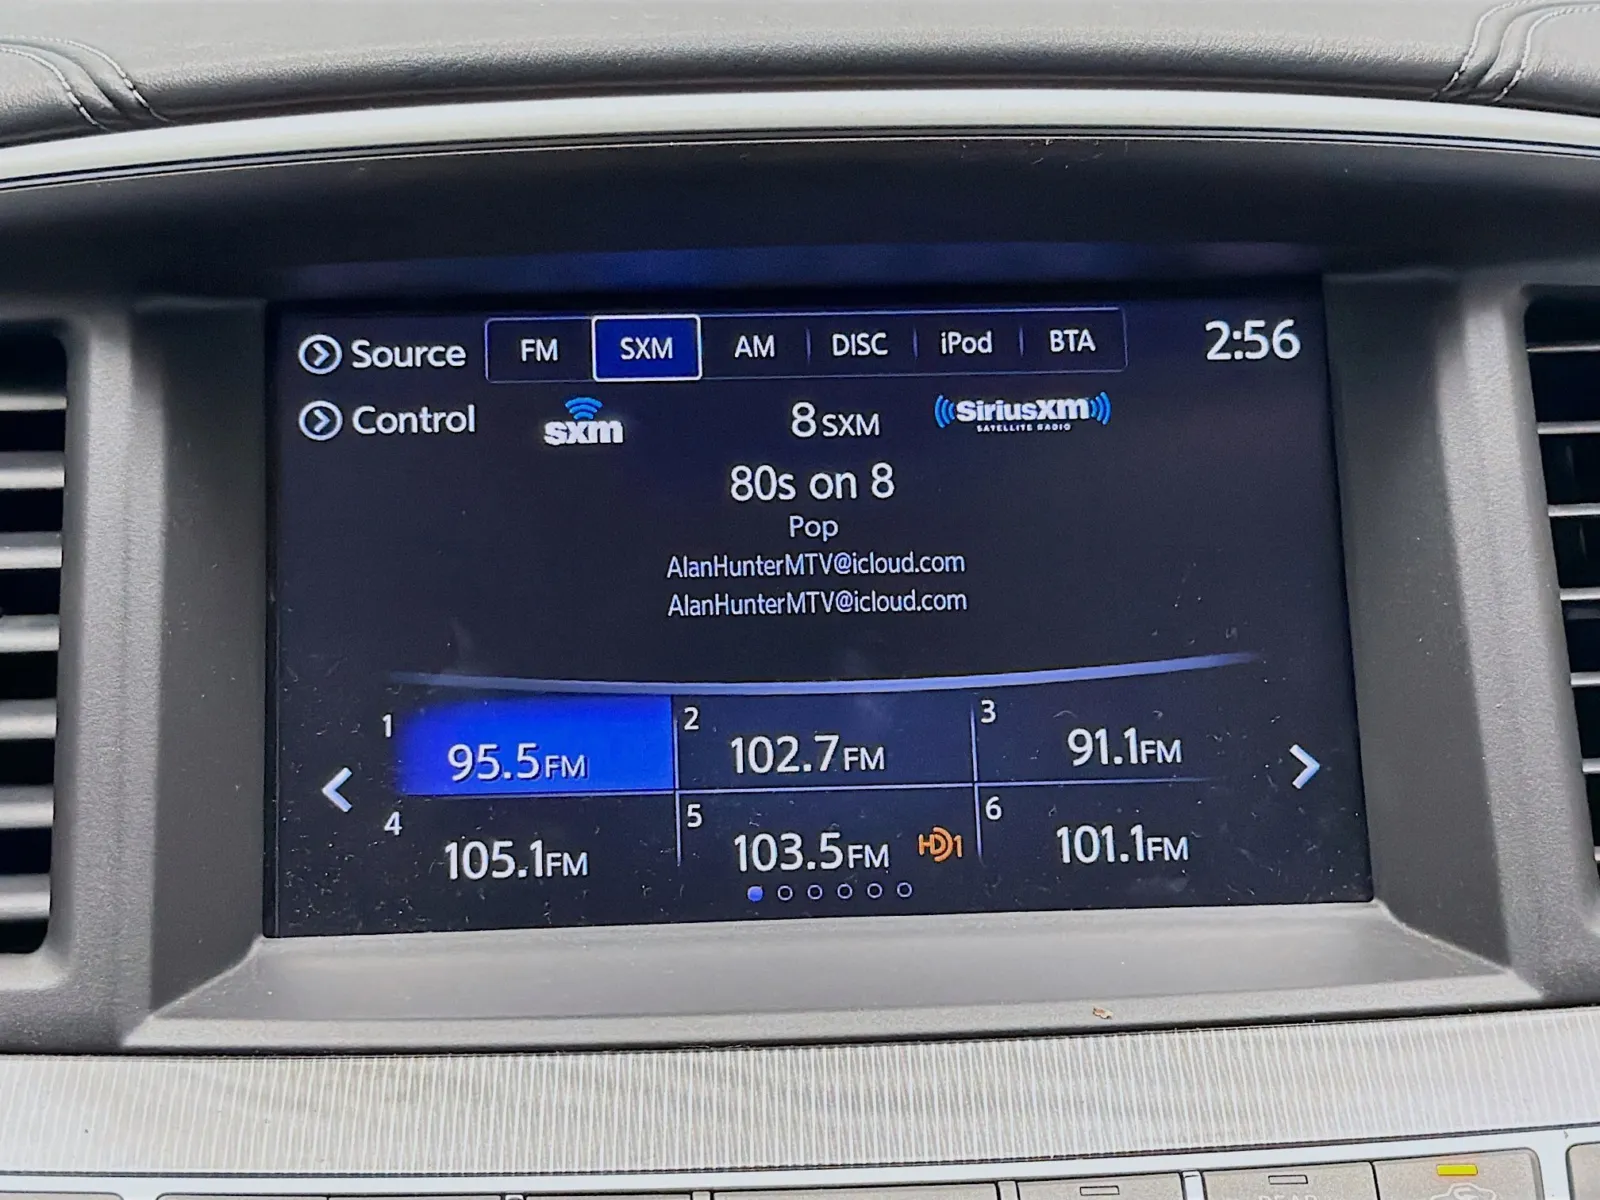 Source FM SXM AM DISC iPod BTA 2:56
Control sxm 8 SXM SiriusXM
SATELLITE RADIO
80s on 8
Pop
AlanHunterMTV@icloud.com
AlanHunterMTV@icloud.com
1 95.5FM 2 102.7FM 3 91.1FM
4 105.1FM 5 103.5FM HD1 6 101.1FM
REAR